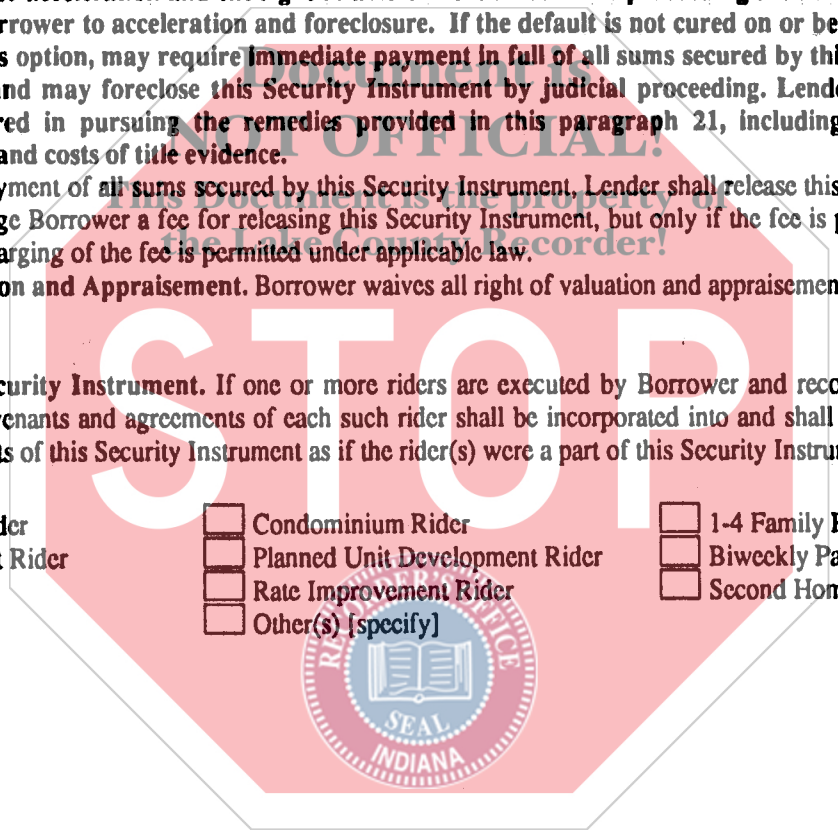 rrower to acceleration and foreclosure. If the default is not cured on or be
s option, may require immediate payment in full of all sums secured by thi
nd may foreclose this Security Instrument by judicial proceeding. Lende
red in pursuing the remedies provided in this paragraph 21, including
and costs of title evidence.
yment of all sums secured by this Security Instrument, Lender shall release this
ge Borrower a fee for releasing this Security Instrument, but only if the fee is p
arging of the fee is permitted under applicable law.
on and Appraisement. Borrower waives all right of valuation and appraisemen
Document is
NOT OFFICIAL!
This Document is the property of
the Lake County Recorder!
STOP
curity Instrument. If one or more riders are executed by Borrower and reco
enants and agreements of each such rider shall be incorporated into and shall
ts of this Security Instrument as if the rider(s) were a part of this Security Instru
der Condominium Rider 1-4 Family
t Rider Planned Unit Development Rider Biweekly Pa
Rate Improvement Rider Second Hom
Other(s) [specify]
RECORDER'S OFFICE
SEAL
INDIANA